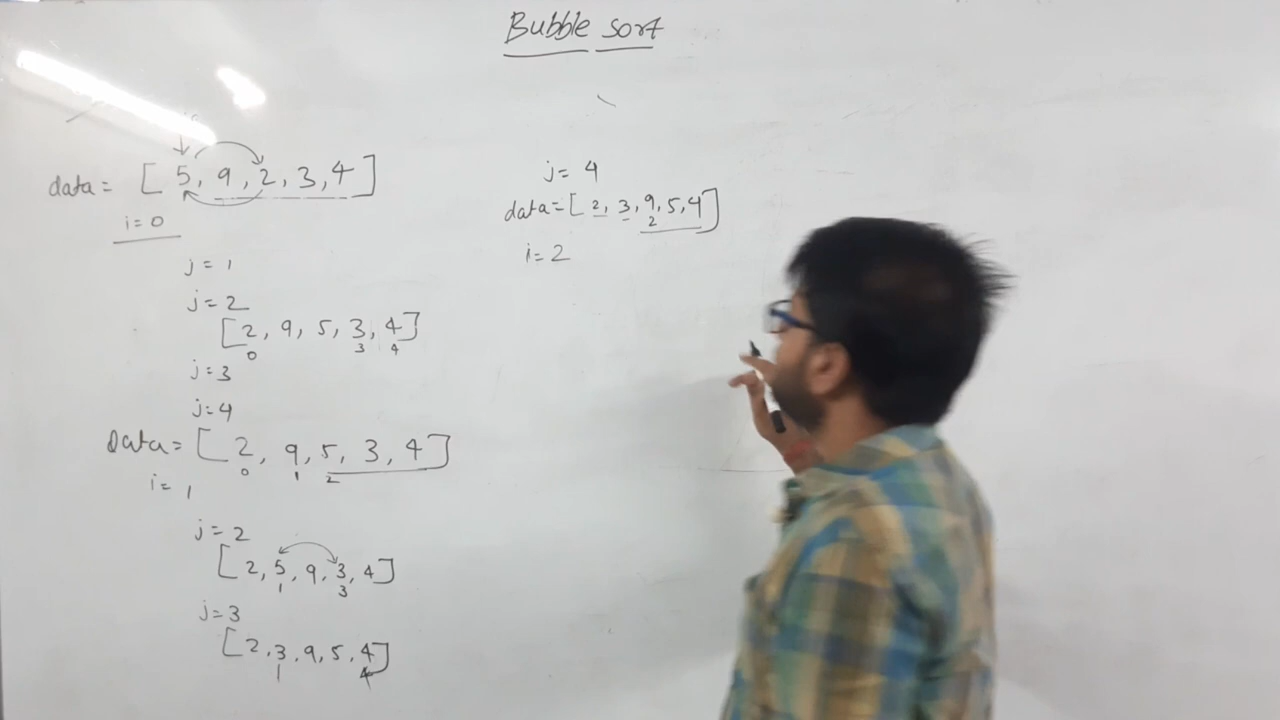 Bubble sort
data = [ 5, 9, 2, 3, 4 ]
i = 0
j = 1
j = 2
[2, 9, 5, 3, 4]
0 3 4
j = 3
j = 4
data = [ 2, 9, 5, 3, 4 ]
0 1 2
i = 1
j = 2
[ 2, 5, 9, 3, 4 ]
1 3
j = 3
[ 2, 3, 9, 5, 4 ]
1 4
j = 4
data = [ 2, 3, 9, 5, 4 ]
2
i = 2